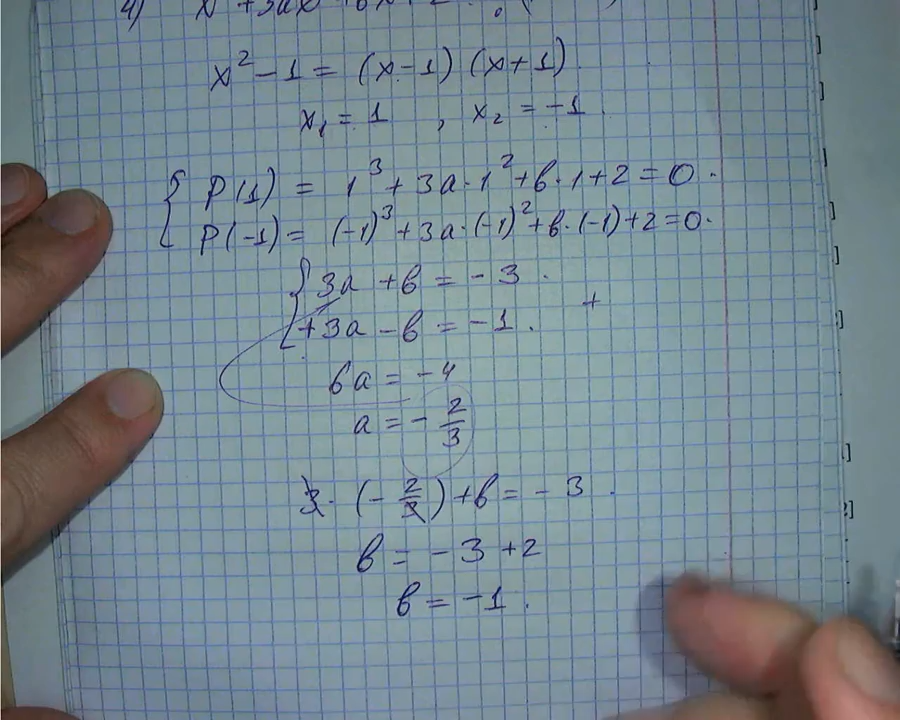 4)
x² - 1 = (x - 1) (x + 1)
x₁ = 1 , x₂ = -1.
{ P(1) = 1³ + 3a · 1² + b · 1 + 2 = 0.
P(-1) = (-1)³ + 3a · (-1)² + b · (-1) + 2 = 0.
{ 3a + b = -3.
+3a - b = -1. +
6a = -4
a = - 2/3
3 · (- 2/3) + b = -3.
b = -3 + 2
b = -1.